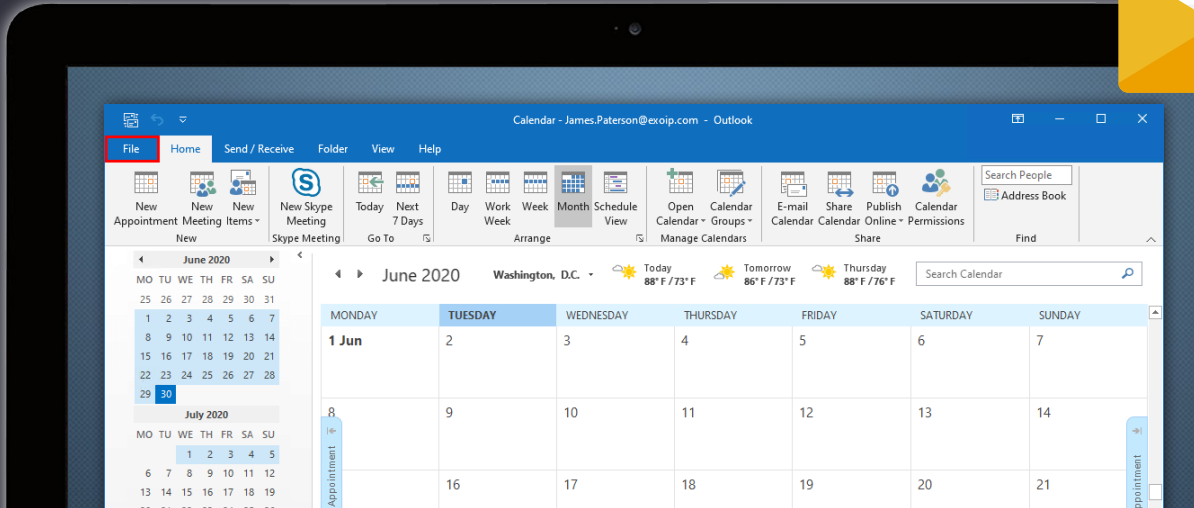 Calendar - James.Paterson@exoip.com - Outlook
File Home Send / Receive Folder View Help
New Appointment
New Meeting
New Items
New Skype Meeting
Today
Next 7 Days
Day
Work Week
Week
Month
Schedule View
Open Calendar
Calendar Groups
E-mail Calendar
Share Calendar
Publish Online
Calendar Permissions
Search People
Address Book
New Skype Meeting Go To Arrange Manage Calendars Share Find
June 2020
MO TU WE TH FR SA SU
25 26 27 28 29 30 31
1 2 3 4 5 6 7
8 9 10 11 12 13 14
15 16 17 18 19 20 21
22 23 24 25 26 27 28
29 30
July 2020
MO TU WE TH FR SA SU
1 2 3 4 5
6 7 8 9 10 11 12
13 14 15 16 17 18 19
June 2020
Washington, D.C.
Today
88° F / 73° F
Tomorrow
86° F / 73° F
Thursday
88° F / 76° F
Search Calendar
MONDAY TUESDAY WEDNESDAY THURSDAY FRIDAY SATURDAY SUNDAY
1 Jun 2 3 4 5 6 7
8 9 10 11 12 13 14
16 17 18 19 20 21
Appointment
ppointment